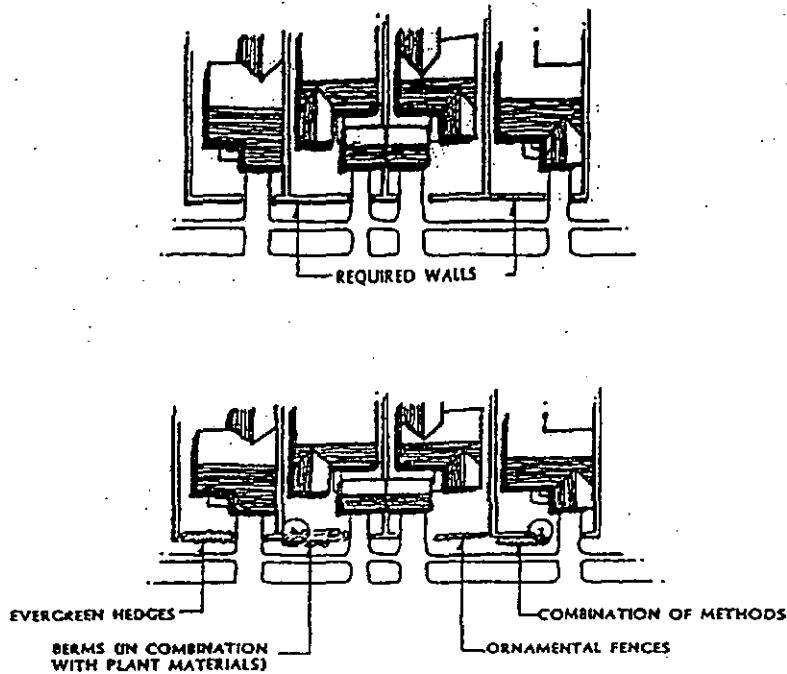 REQUIRED WALLS
EVERGREEN HEDGES
COMBINATION OF METHODS
BERMS (IN COMBINATION
WITH PLANT MATERIALS)
ORNAMENTAL FENCES